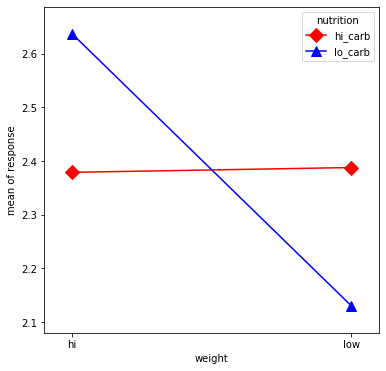 nutrition
hi_carb
lo_carb
2.6
2.5
2.4
2.3
2.2
2.1
mean of response
hi
low
weight